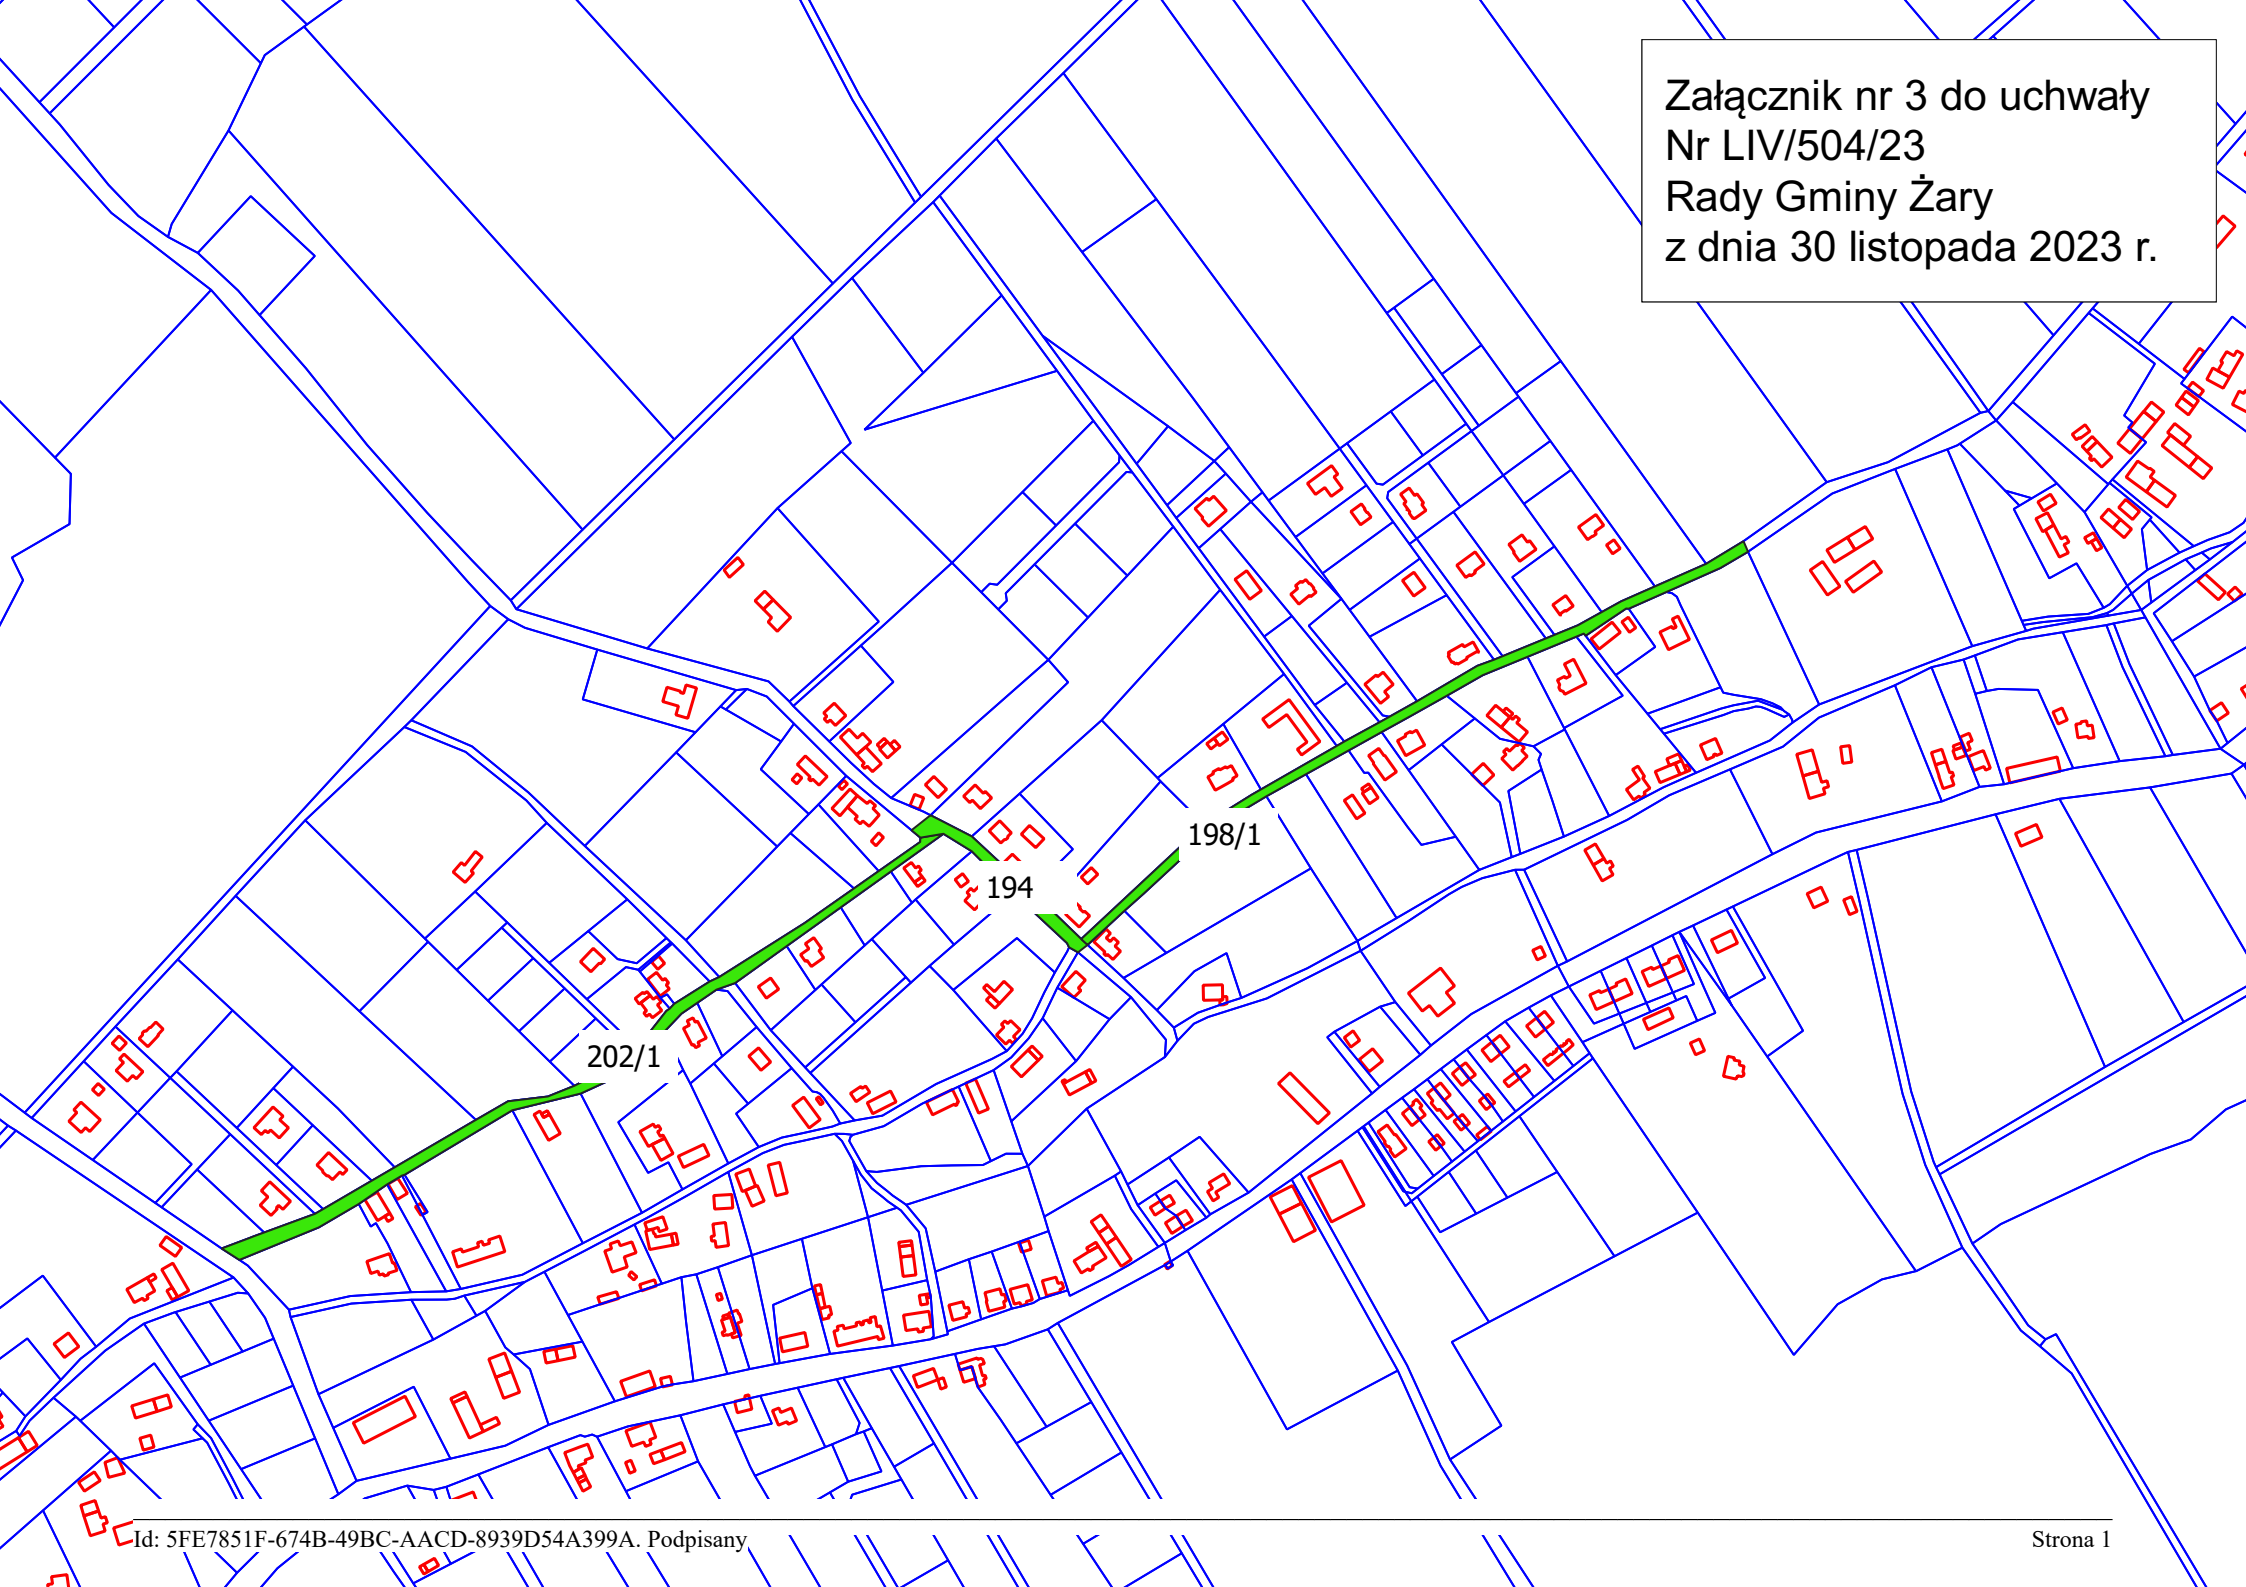 Załącznik nr 3 do uchwały
Nr LIV/504/23
Rady Gminy Żary
z dnia 30 listopada 2023 r.
198/1
194
202/1
Id: 5FE7851F-674B-49BC-AACD-8939D54A399A. Podpisany
Strona 1